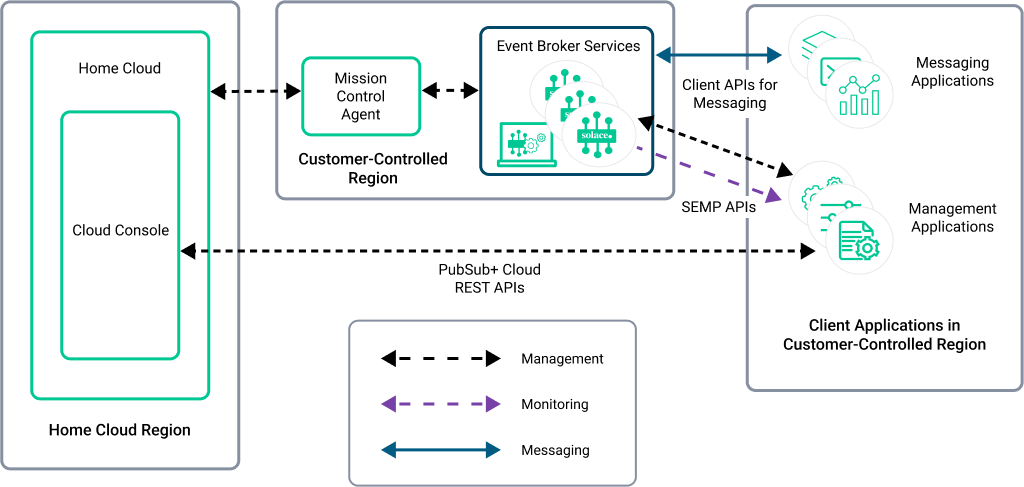 Home Cloud
Cloud Console
Home Cloud Region
Mission
Control
Agent
Customer-Controlled
Region
Event Broker Services
solace.
Client APIs for
Messaging
SEMP APIs
PubSub+ Cloud
REST APIs
Messaging
Applications
Management
Applications
Client Applications in
Customer-Controlled Region
Management
Monitoring
Messaging